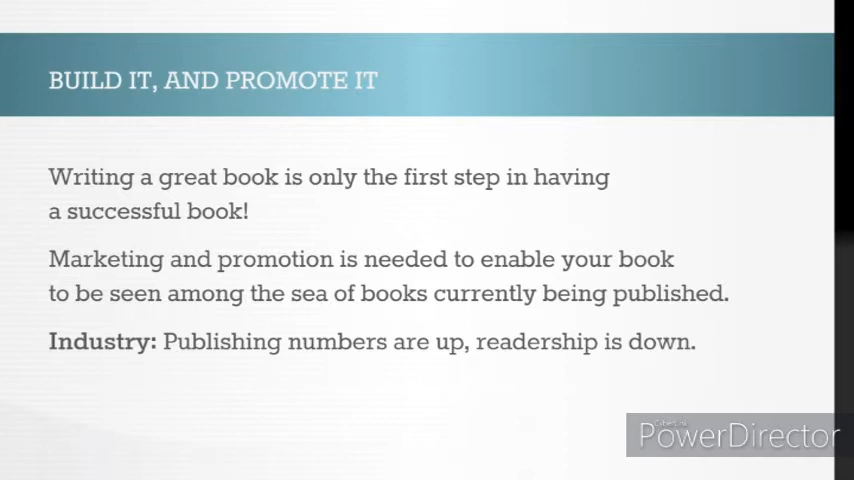 BUILD IT, AND PROMOTE IT
Writing a great book is only the first step in having
a successful book!
Marketing and promotion is needed to enable your book
to be seen among the sea of books currently being published.
Industry: Publishing numbers are up, readership is down.
CyberLink
PowerDirector